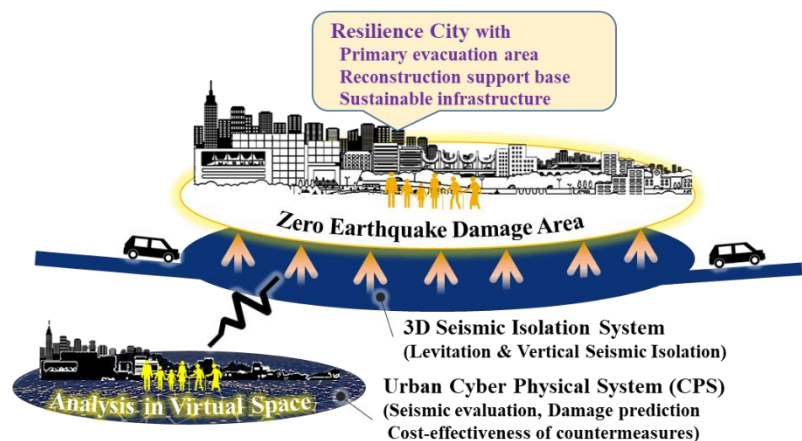 Resilience City with
Primary evacuation area
Reconstruction support base
Sustainable infrastructure
Zero Earthquake Damage Area
3D Seismic Isolation System
(Levitation & Vertical Seismic Isolation)
Urban Cyber Physical System (CPS)
(Seismic evaluation, Damage prediction
Cost-effectiveness of countermeasures)
Analysis in Virtual Space